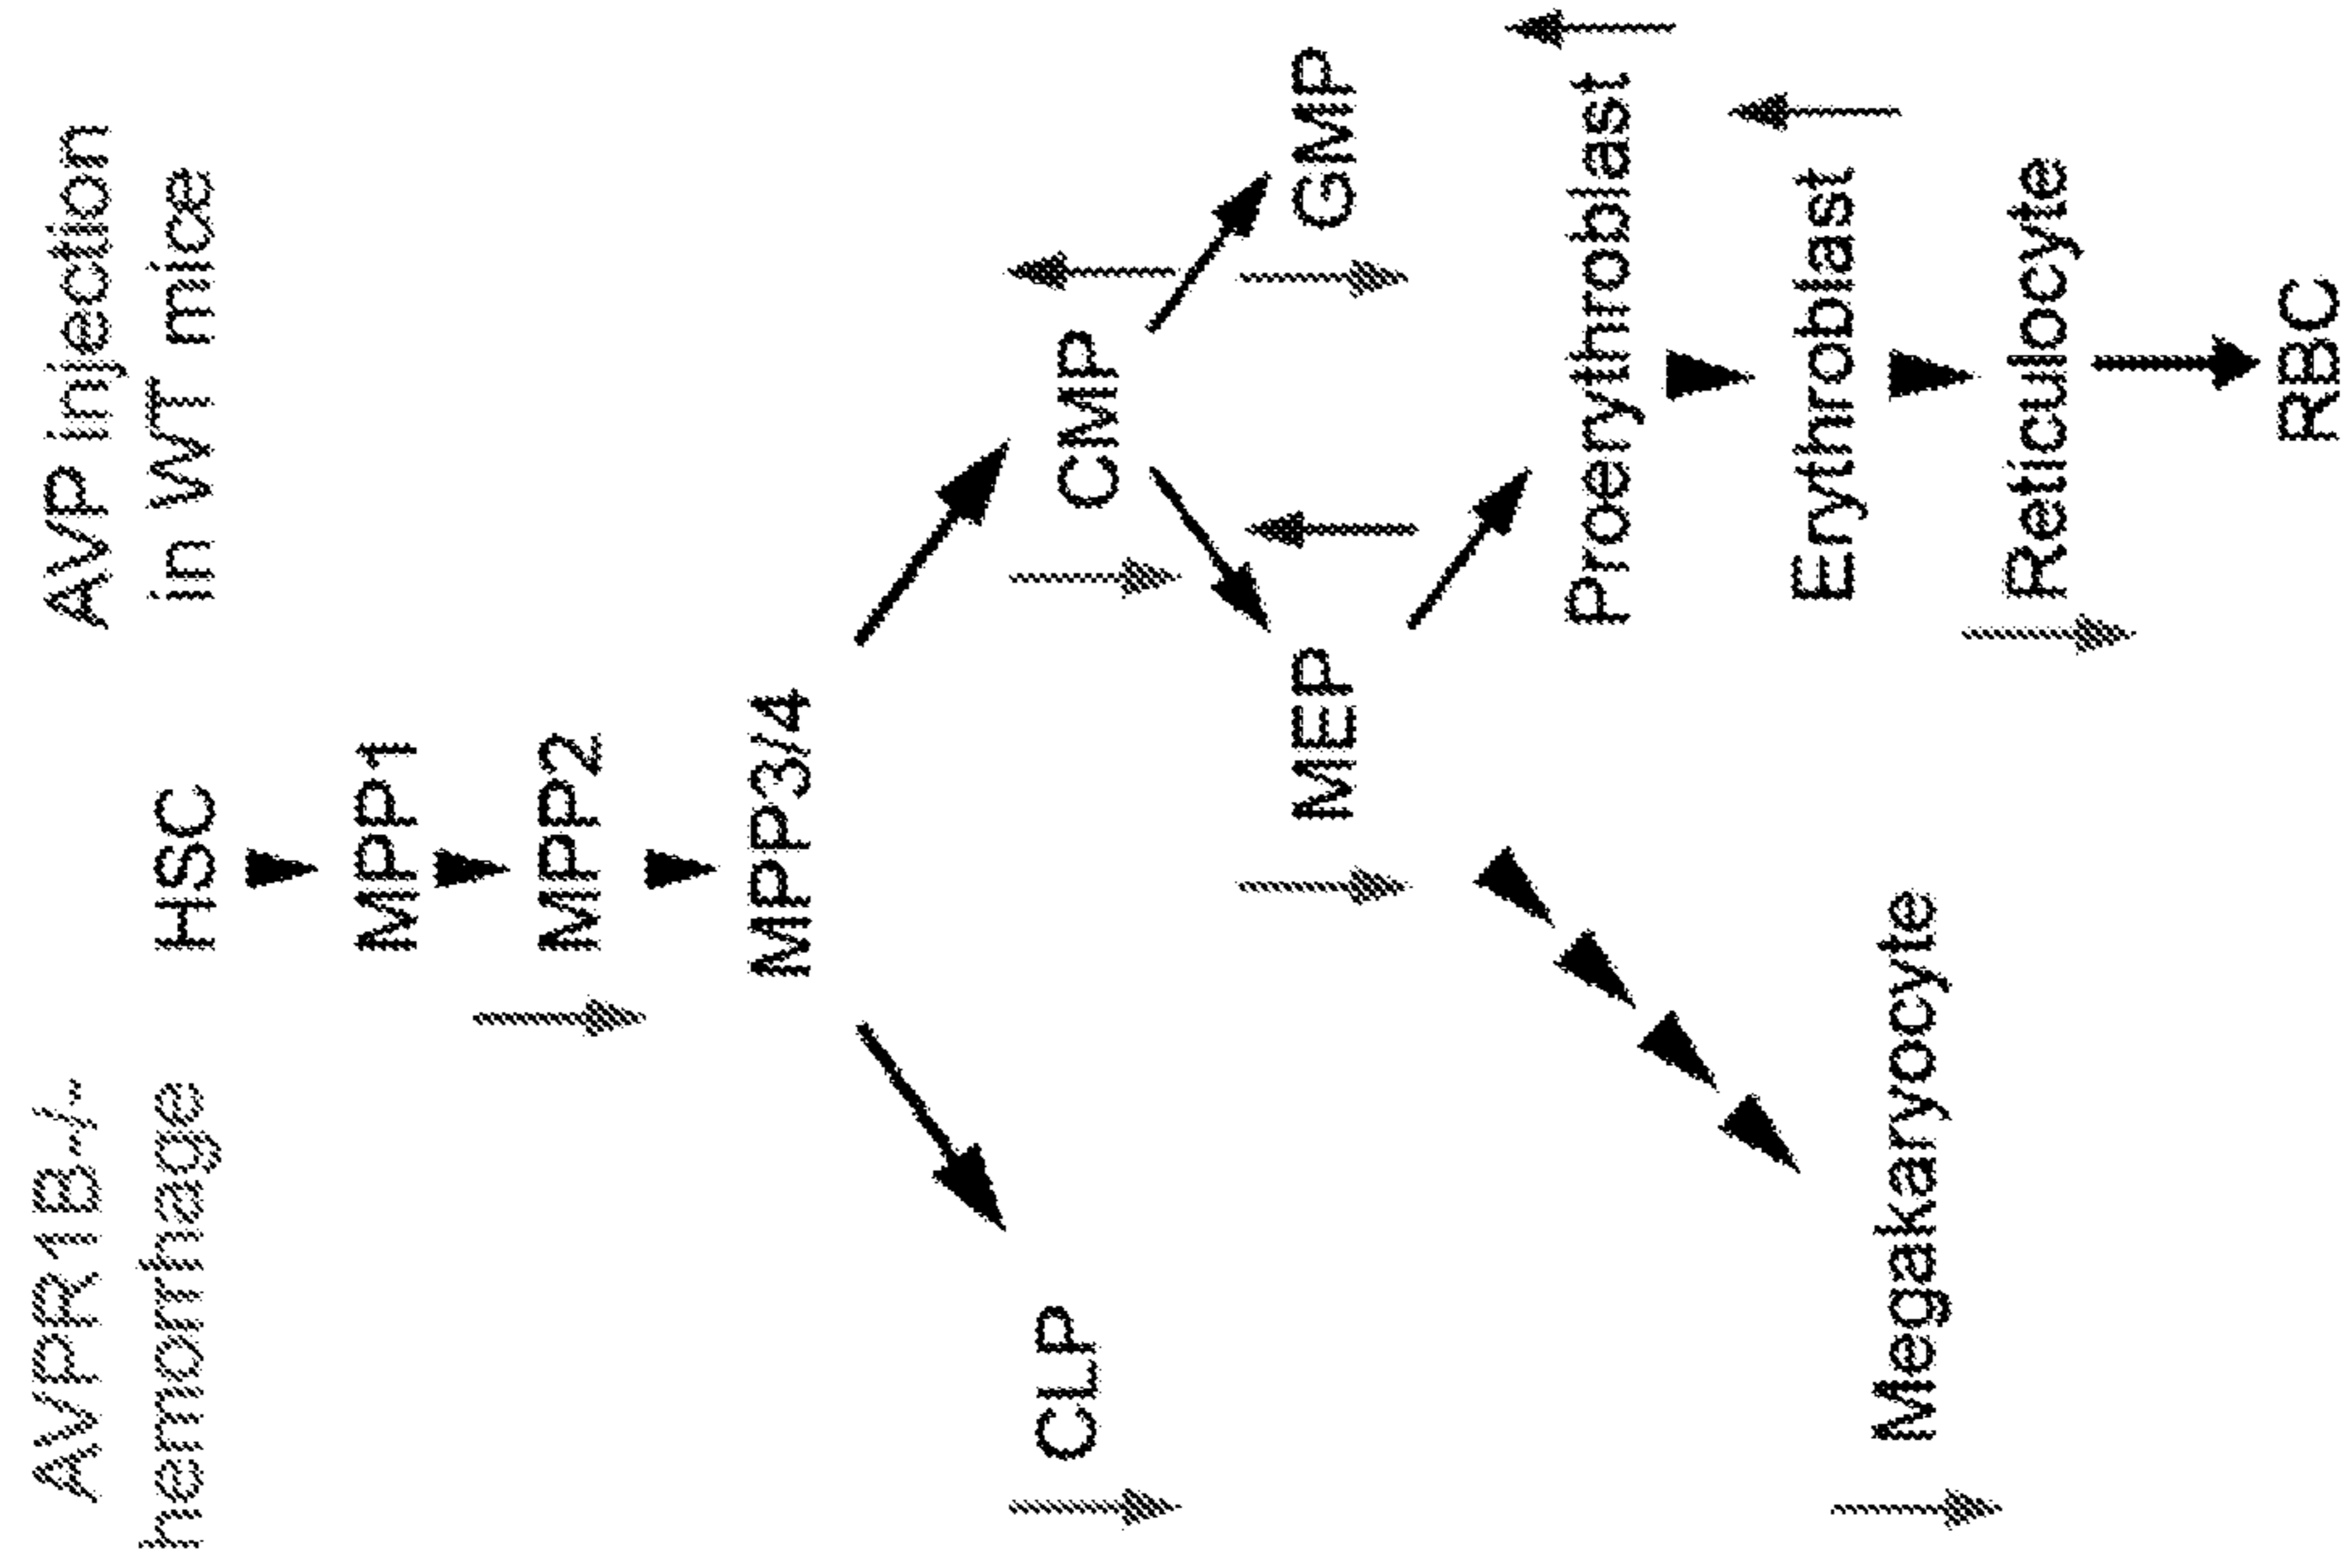 AVPR1B-/-
hemorrhage
AVP injection
in WT mice
HSC
MPP1
MPP2
MPP3/4
CLP
CMP
MEP
GMP
Proerythroblast
Megakaryocyte
Erythroblast
Reticulocyte
RBC